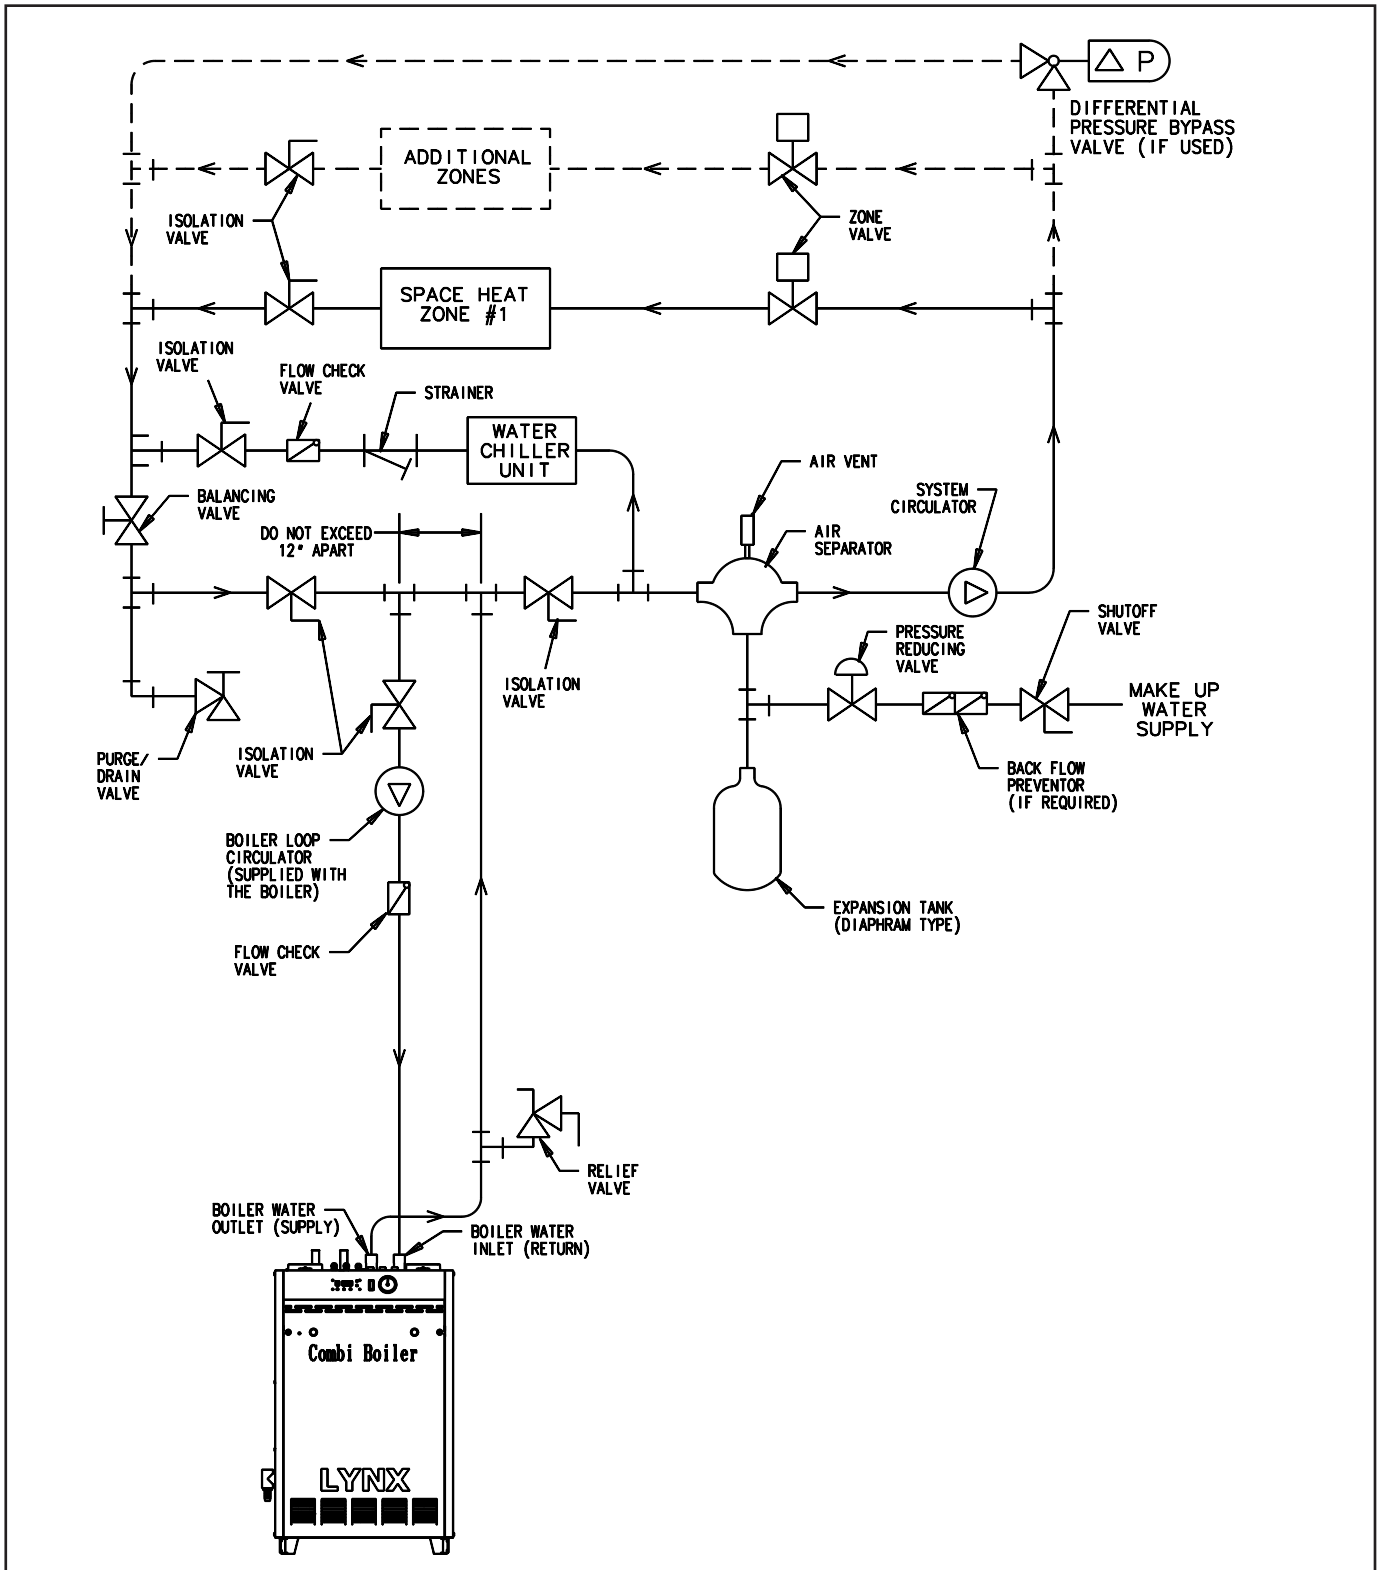 P
DIFFERENTIAL
PRESSURE BYPASS
VALVE (IF USED)
ADDITIONAL
ZONES
ISOLATION
VALVE
ZONE
VALVE
SPACE HEAT
ZONE #1
ISOLATION
VALVE
FLOW CHECK
VALVE
STRAINER
WATER
CHILLER
UNIT
AIR VENT
SYSTEM
CIRCULATOR
BALANCING
VALVE
DO NOT EXCEED
12" APART
AIR
SEPARATOR
PRESSURE
REDUCING
VALVE
SHUTOFF
VALVE
ISOLATION
VALVE
MAKE UP
WATER
SUPPLY
PURGE/
DRAIN
VALVE
ISOLATION
VALVE
BACK FLOW
PREVENTOR
(IF REQUIRED)
BOILER LOOP
CIRCULATOR
(SUPPLIED WITH
THE BOILER)
EXPANSION TANK
(DIAPHRAM TYPE)
FLOW CHECK
VALVE
RELIEF
VALVE
BOILER WATER
OUTLET (SUPPLY)
BOILER WATER
INLET (RETURN)
Combi Boiler
LYNX